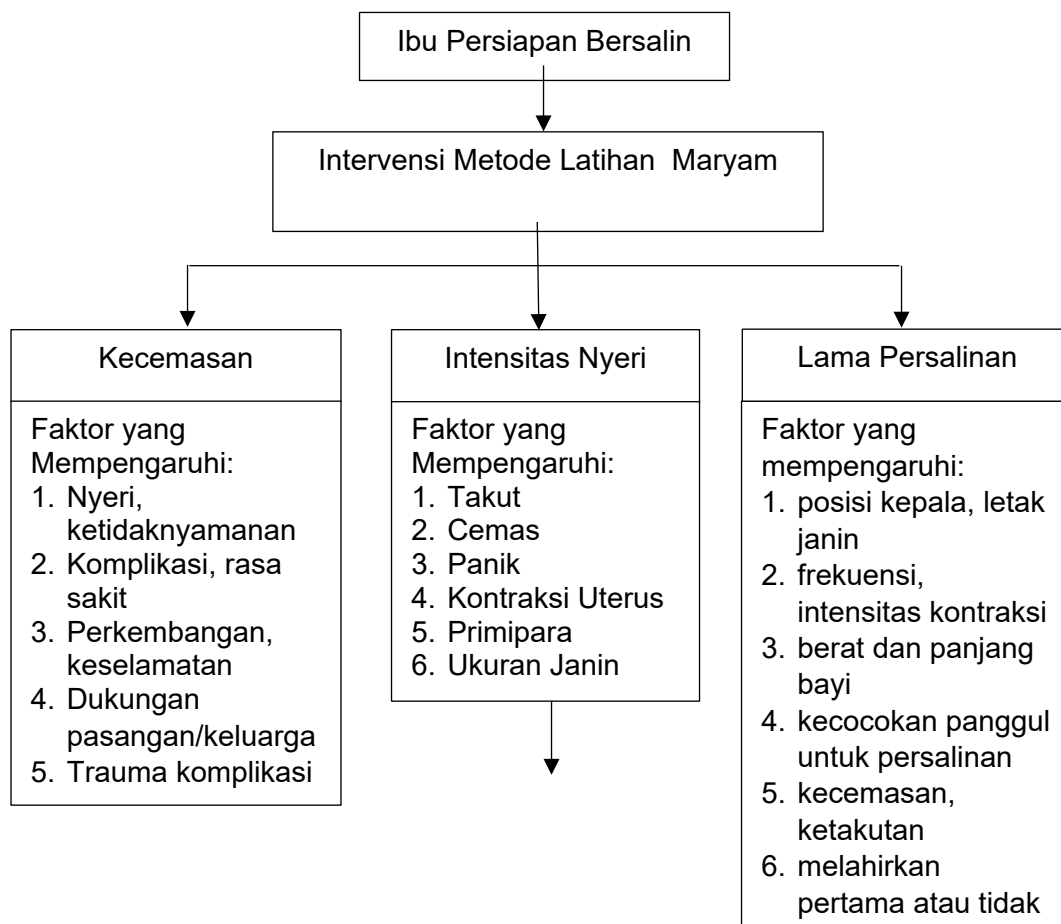 Ibu Persiapan Bersalin
Intervensi Metode Latihan Maryam
Kecemasan
Faktor yang
Mempengaruhi:
1. Nyeri,
ketidaknyamanan
2. Komplikasi, rasa
sakit
3. Perkembangan,
keselamatan
4. Dukungan
pasangan/keluarga
5. Trauma komplikasi
Intensitas Nyeri
Faktor yang
Mempengaruhi:
1. Takut
2. Cemas
3. Panik
4. Kontraksi Uterus
5. Primipara
6. Ukuran Janin
Lama Persalinan
Faktor yang
mempengaruhi:
1. posisi kepala, letak
janin
2. frekuensi,
intensitas kontraksi
3. berat dan panjang
bayi
4. kecocokan panggul
untuk persalinan
5. kecemasan,
ketakutan
6. melahirkan
pertama atau tidak